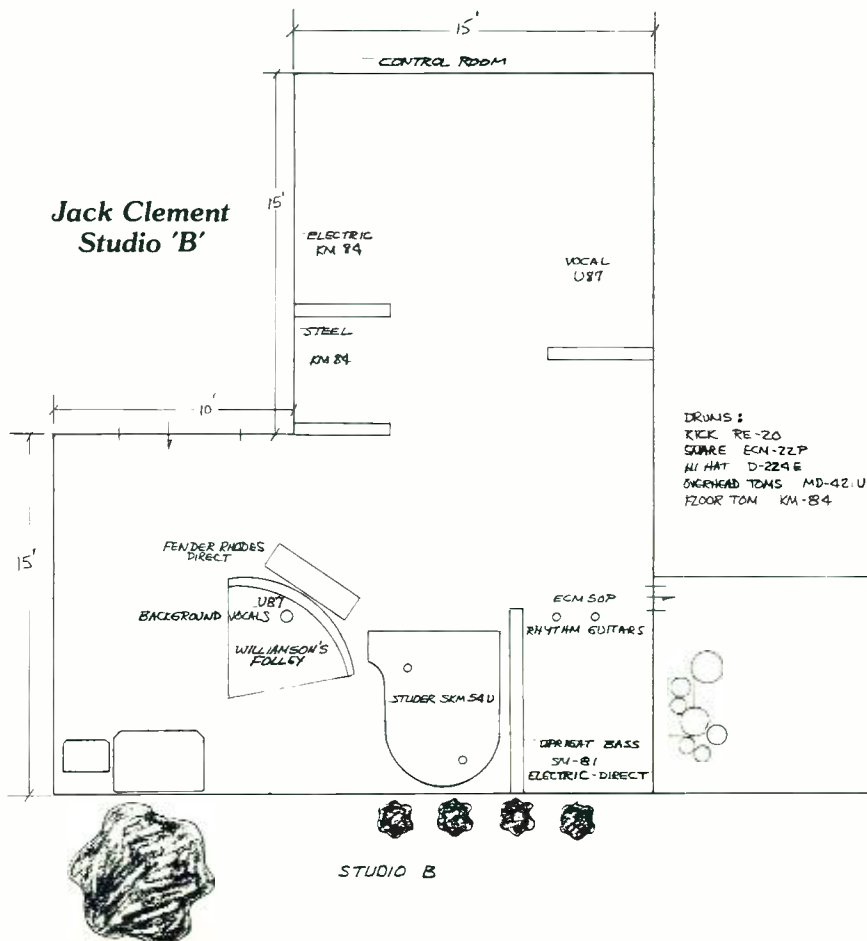 15'
CONTROL ROOM
Jack Clement
Studio 'B'
15'
ELECTRIC
KM 84
VOCAL
U87
STEEL
KM 84
10'
DRUMS:
KICK RE-20
SNARE ECM-22P
HI HAT D-224E
OVERHEAD TOMS MD-421U
FLOOR TOM KM-84
15'
FENDER RHODES
DIRECT
U87
BACKGROUND VOCALS
WILLIAMSON'S
FOLLEY
ECM 50P
RHYTHM GUITARS
STUDER SKM 54U
UPRIGHT BASS
SM-81
ELECTRIC-DIRECT
STUDIO B